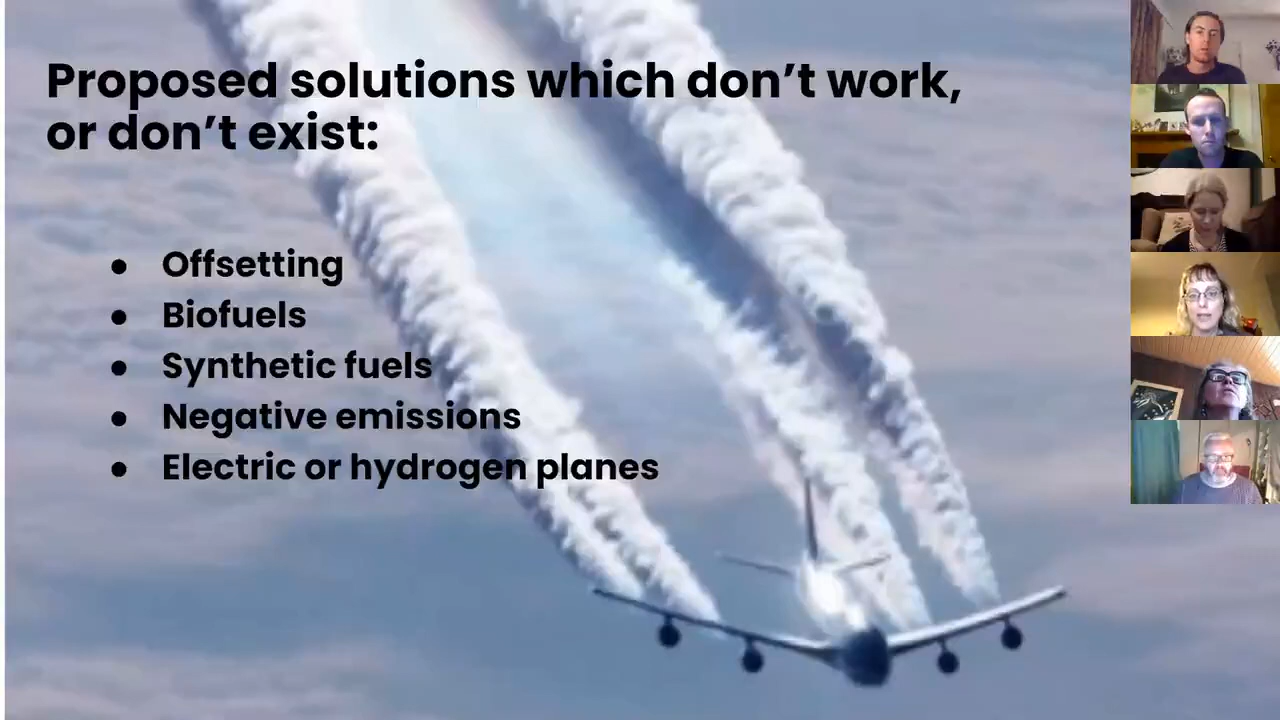 Proposed solutions which don’t work,
or don’t exist:
● Offsetting
● Biofuels
● Synthetic fuels
● Negative emissions
● Electric or hydrogen planes